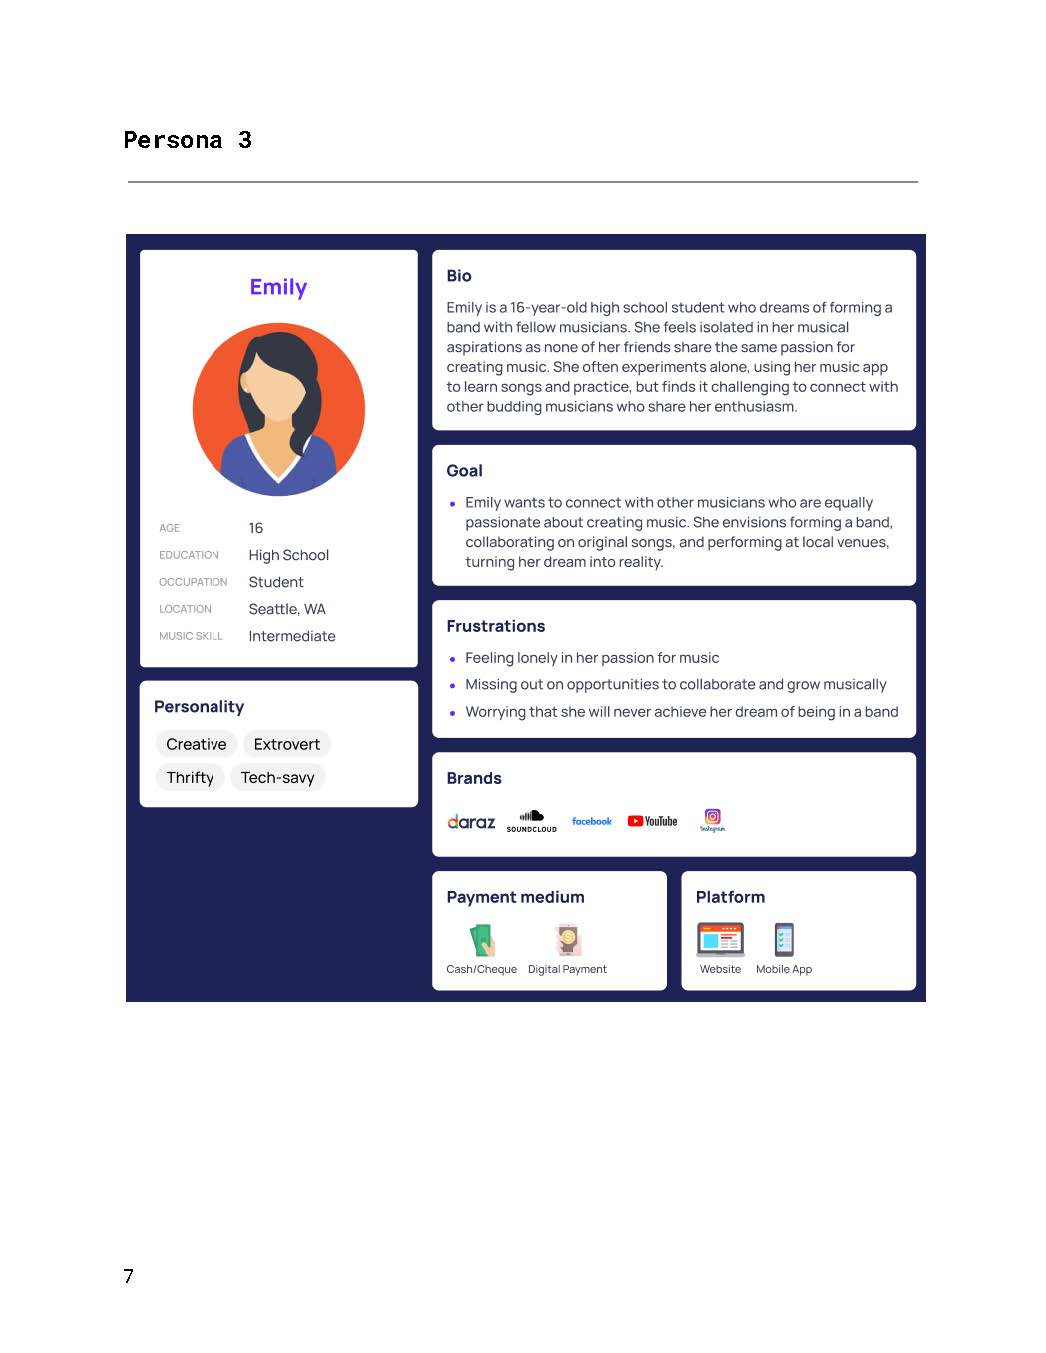 Persona 3
Emily
AGE 16
EDUCATION High School
OCCUPATION Student
LOCATION Seattle, WA
MUSIC SKILL Intermediate
Personality
Creative Extrovert
Thrifty Tech-savy
Bio
Emily is a 16-year-old high school student who dreams of forming a
band with fellow musicians. She feels isolated in her musical
aspirations as none of her friends share the same passion for
creating music. She often experiments alone, using her music app
to learn songs and practice, but finds it challenging to connect with
other budding musicians who share her enthusiasm.
Goal
• Emily wants to connect with other musicians who are equally
passionate about creating music. She envisions forming a band,
collaborating on original songs, and performing at local venues,
turning her dream into reality.
Frustrations
• Feeling lonely in her passion for music
• Missing out on opportunities to collaborate and grow musically
• Worrying that she will never achieve her dream of being in a band
Brands
daraz SOUNDCLOUD facebook YouTube Instagram
Payment medium
Cash/Cheque Digital Payment
Platform
Website Mobile App
7